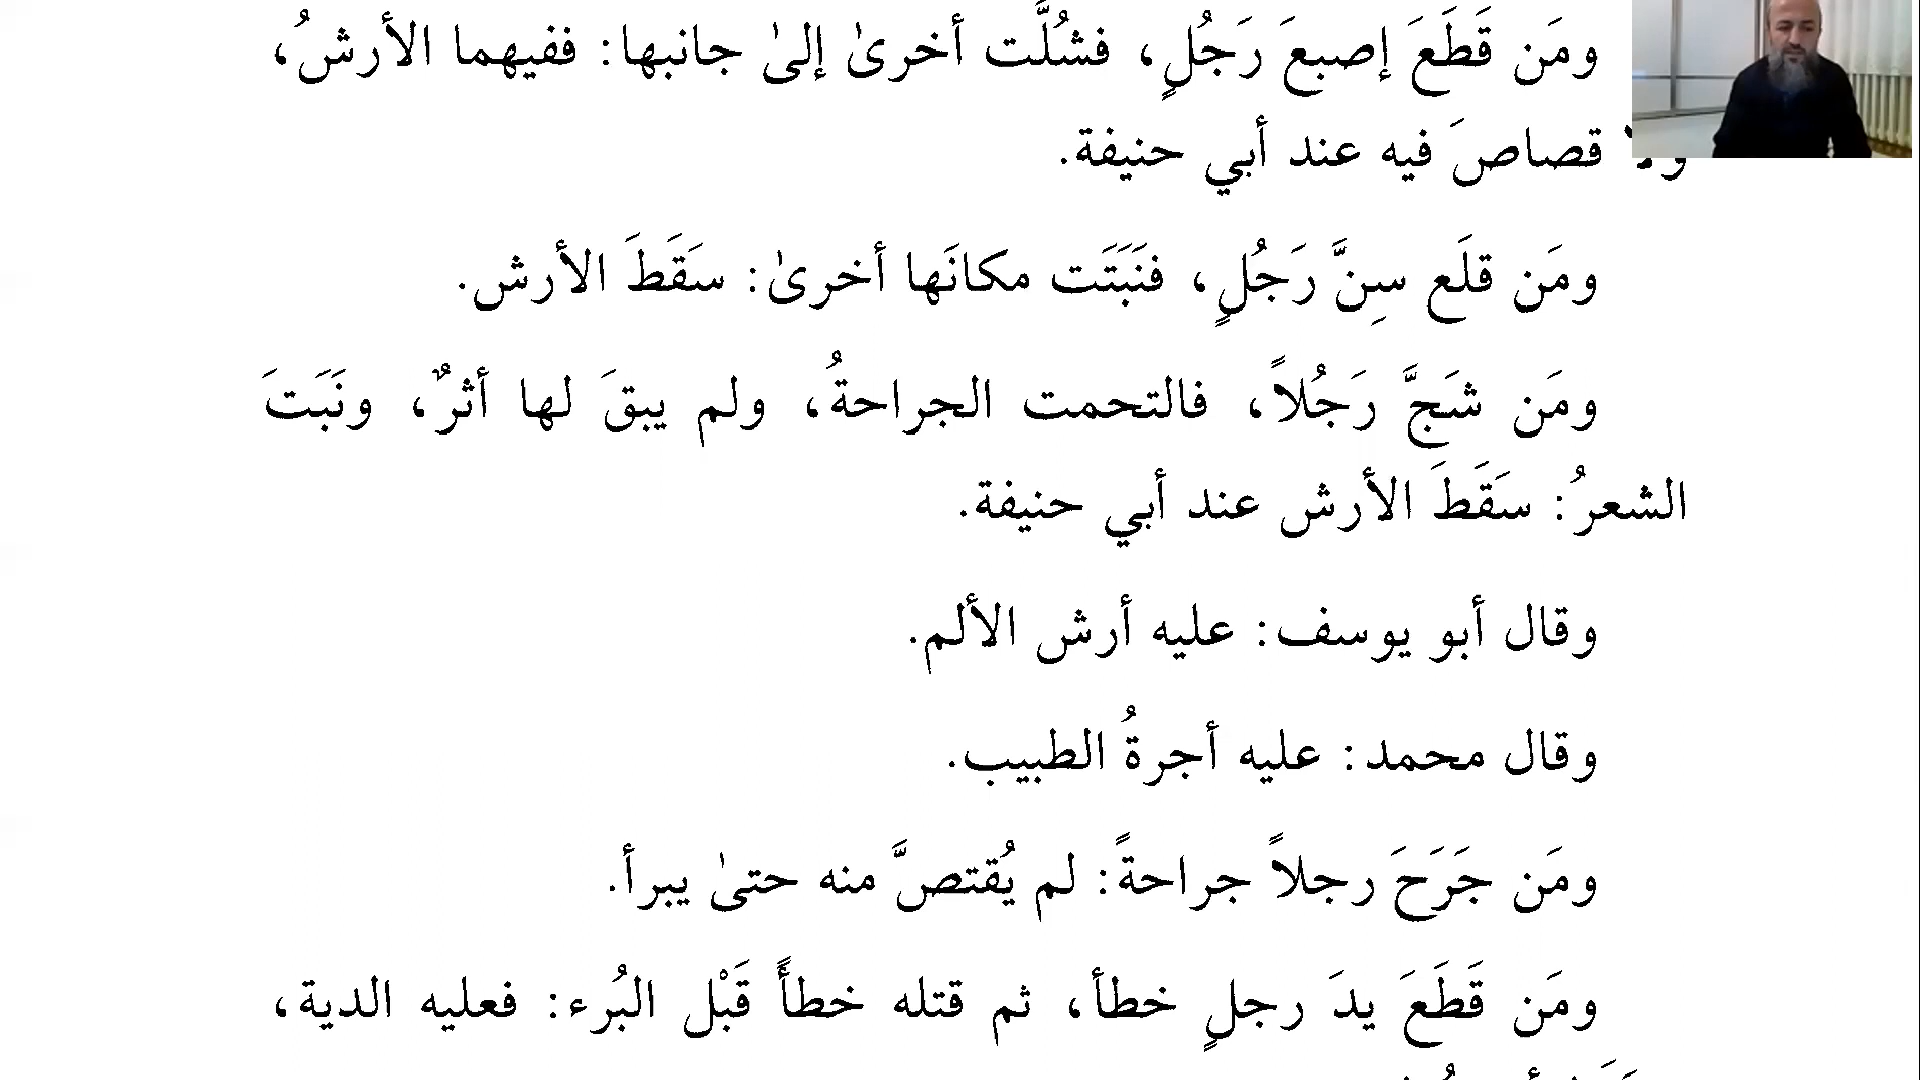 ومَن قَطَعَ إصبعَ رَجُلٍ، فشُلَّت أخرىٰ إلىٰ جانبها: ففيهما الأرشُ،
قصاصَ فيه عند أبي حنيفة.
ومَن قلَع سِنَّ رَجُلٍ، فنَبَتَت مكانَها أخرىٰ: سقَطَ الأرش.
ومَن شَجَّ رَجُلاً، فالتحمت الجراحةُ، ولم يبقَ لها أثرٌ، ونَبَتَ
الشعرُ: سقَطَ الأرش عند أبي حنيفة.
وقال أبو يوسف: عليه أرش الألم.
وقال محمد: عليه أجرةُ الطبيب.
ومَن جَرَحَ رجلاً جراحةً: لم يُقتصَّ منه حتىٰ يبرأ.
ومَن قَطَعَ يدَ رجلٍ خطأ، ثم قتله خطأً قَبْل البُرء: فعليه الدية،